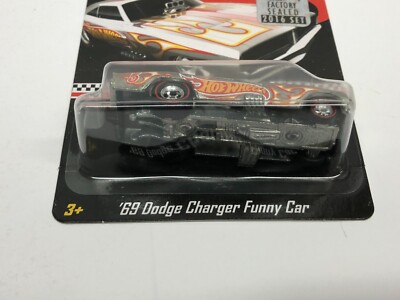 FACTORY
SEALED
2016 SET
HOT WHEELS
3+
'69 Dodge Charger Funny Car